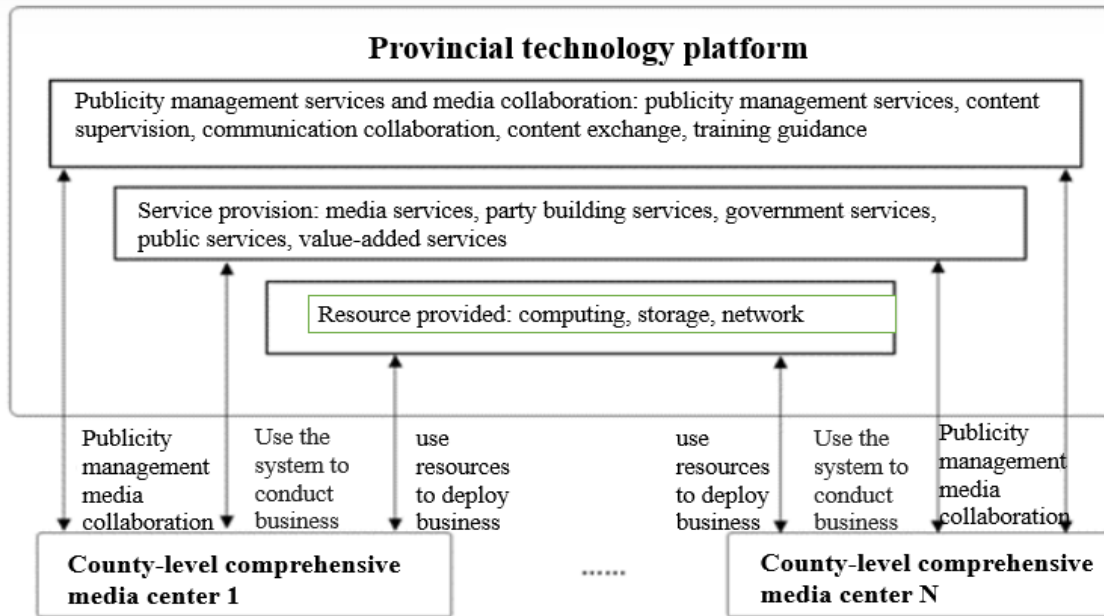 Provincial technology platform
Publicity management services and media collaboration: publicity management services, content
supervision, communication collaboration, content exchange, training guidance
Service provision: media services, party building services, government services,
public services, value-added services
Resource provided: computing, storage, network
Publicity
management
media
collaboration
Use the
system to
conduct
business
use
resources
to deploy
business
use
resources
to deploy
business
Use the
system to
conduct
business
Publicity
management
media
collaboration
County-level comprehensive
media center 1
......
County-level comprehensive
media center N